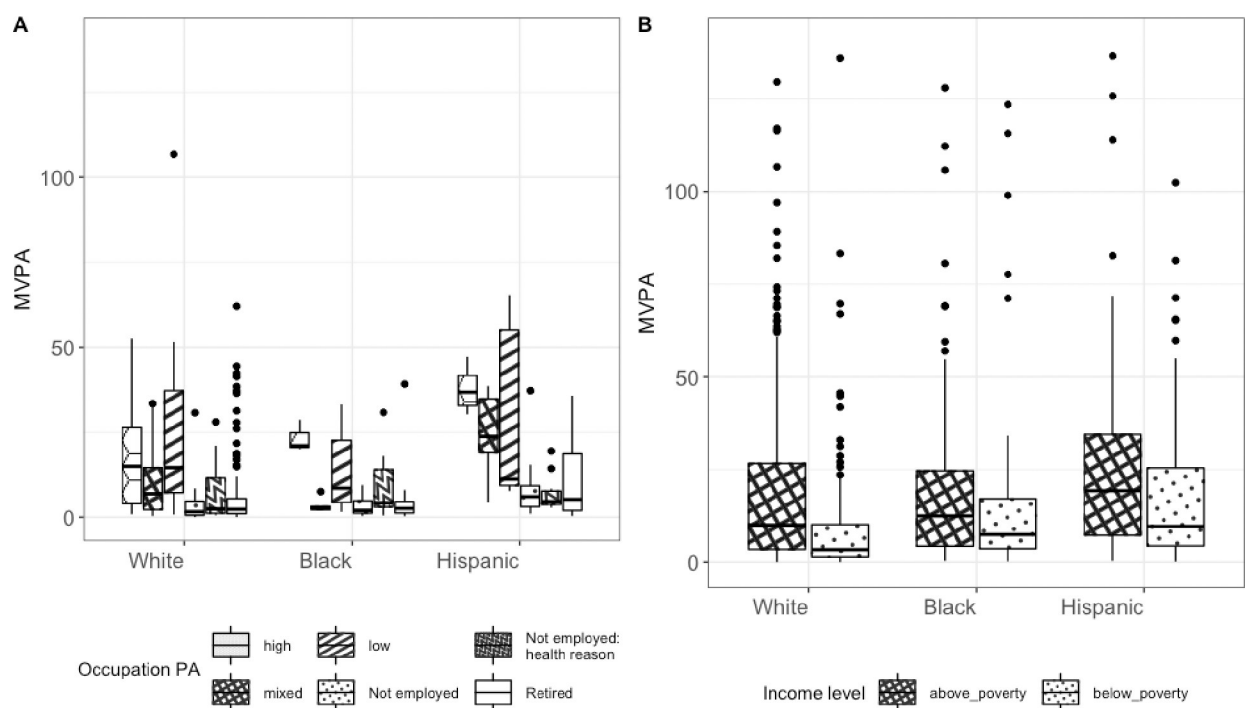 A
B
MVPA
100
50
0
White
Black
Hispanic
MVPA
100
50
0
White
Black
Hispanic
Occupation PA
high
low
Not employed:
health reason
mixed
Not employed
Retired
Income level
above_poverty
below_poverty